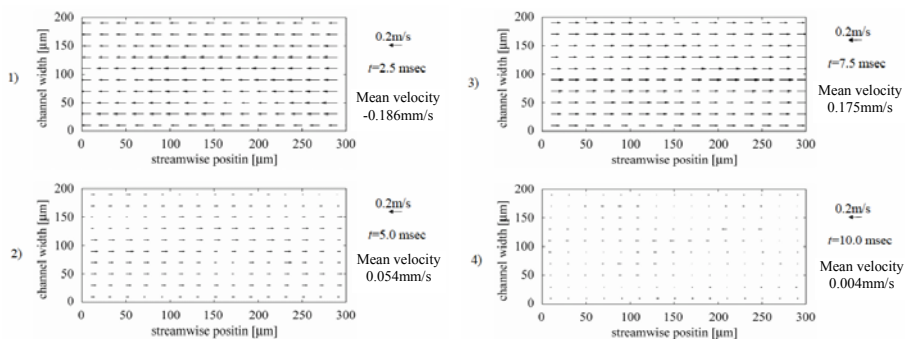 1)
channel width [µm]
200
150
100
50
0
0 50 100 150 200 250 300
streamwise positin [µm]
0.2m/s
t=2.5 msec
Mean velocity
-0.186mm/s
2)
channel width [µm]
200
150
100
50
0
0 50 100 150 200 250 300
streamwise positin [µm]
0.2m/s
t=5.0 msec
Mean velocity
0.054mm/s
3)
channel width [µm]
200
150
100
50
0
0 50 100 150 200 250 300
streamwise positin [µm]
0.2m/s
t=7.5 msec
Mean velocity
0.175mm/s
4)
channel width [µm]
200
150
100
50
0
0 50 100 150 200 250 300
streamwise positin [µm]
0.2m/s
t=10.0 msec
Mean velocity
0.004mm/s